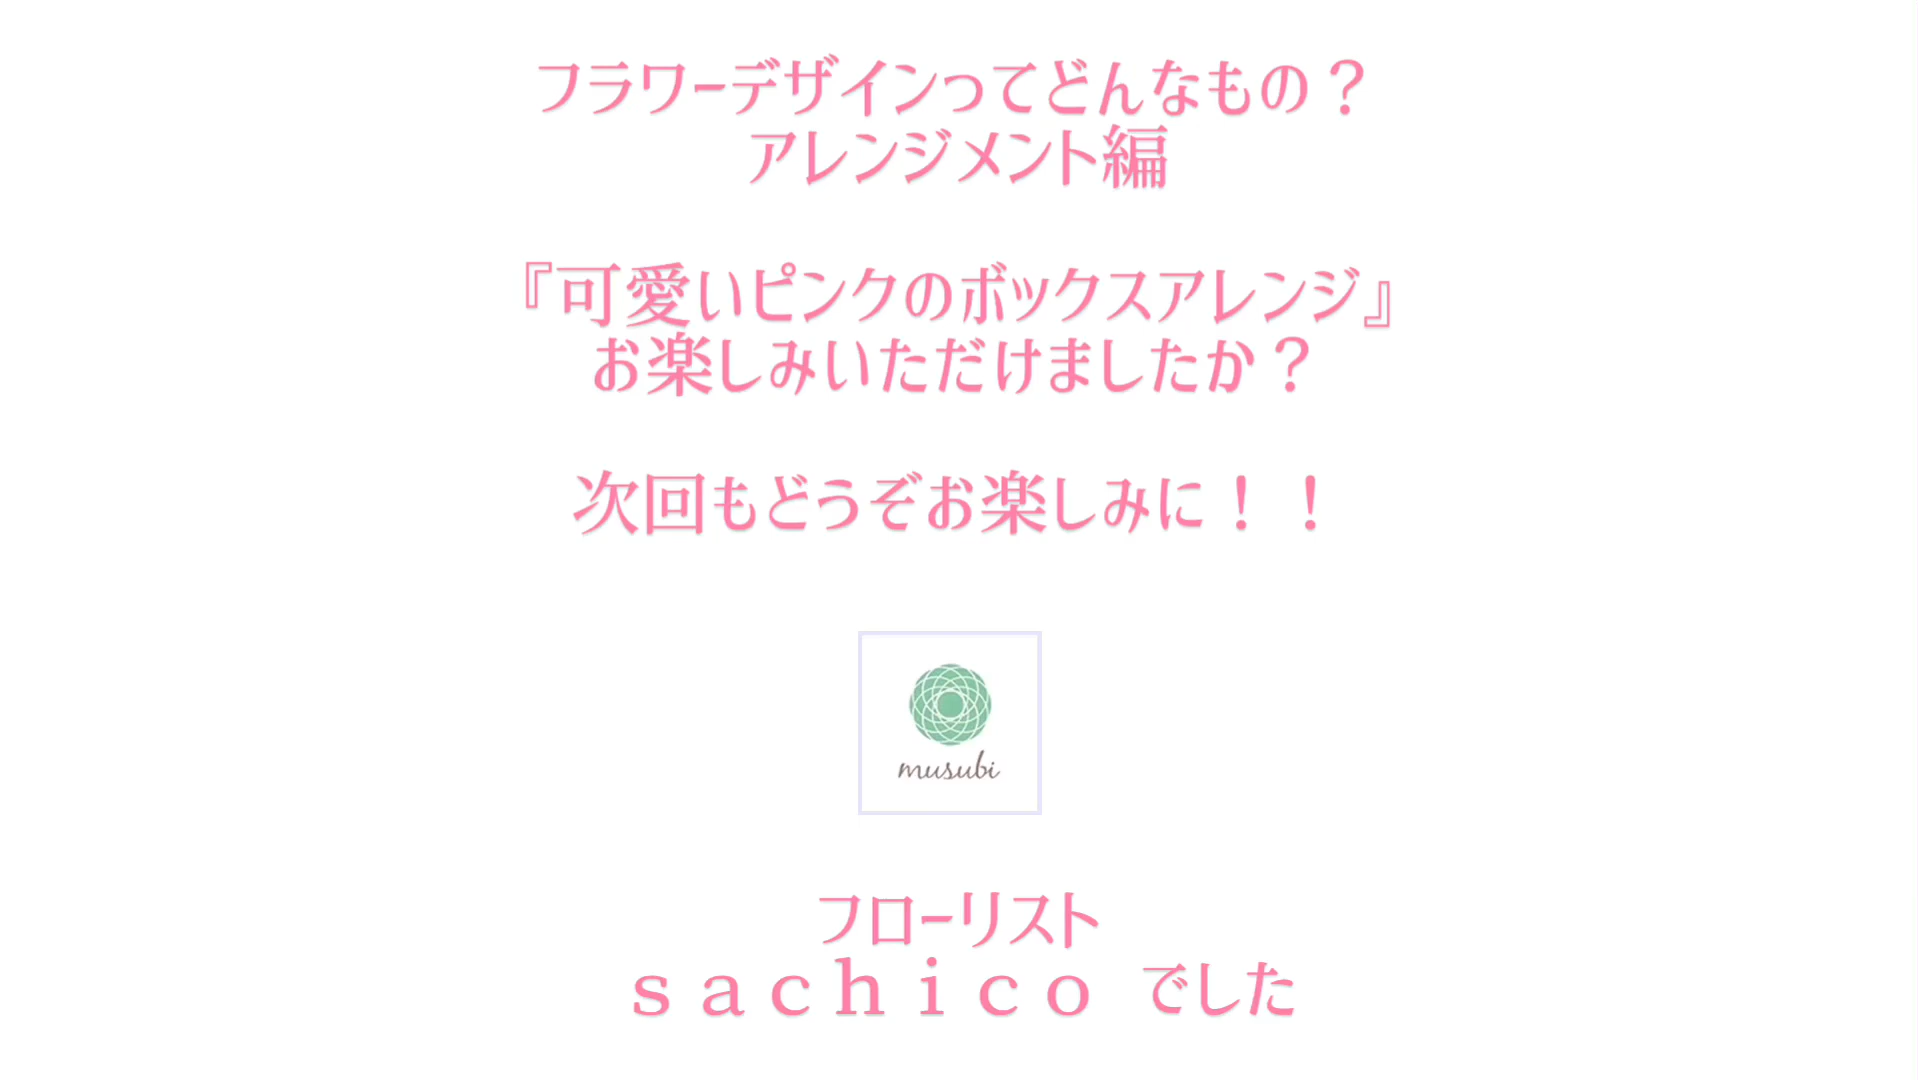 フラワーデザインってどんなもの？
アレンジメント編
『可愛いピンクのボックスアレンジ』
お楽しみいただけましたか？
次回もどうぞお楽しみに！！
musubi
フローリスト
ｓａｃｈｉｃｏ でした